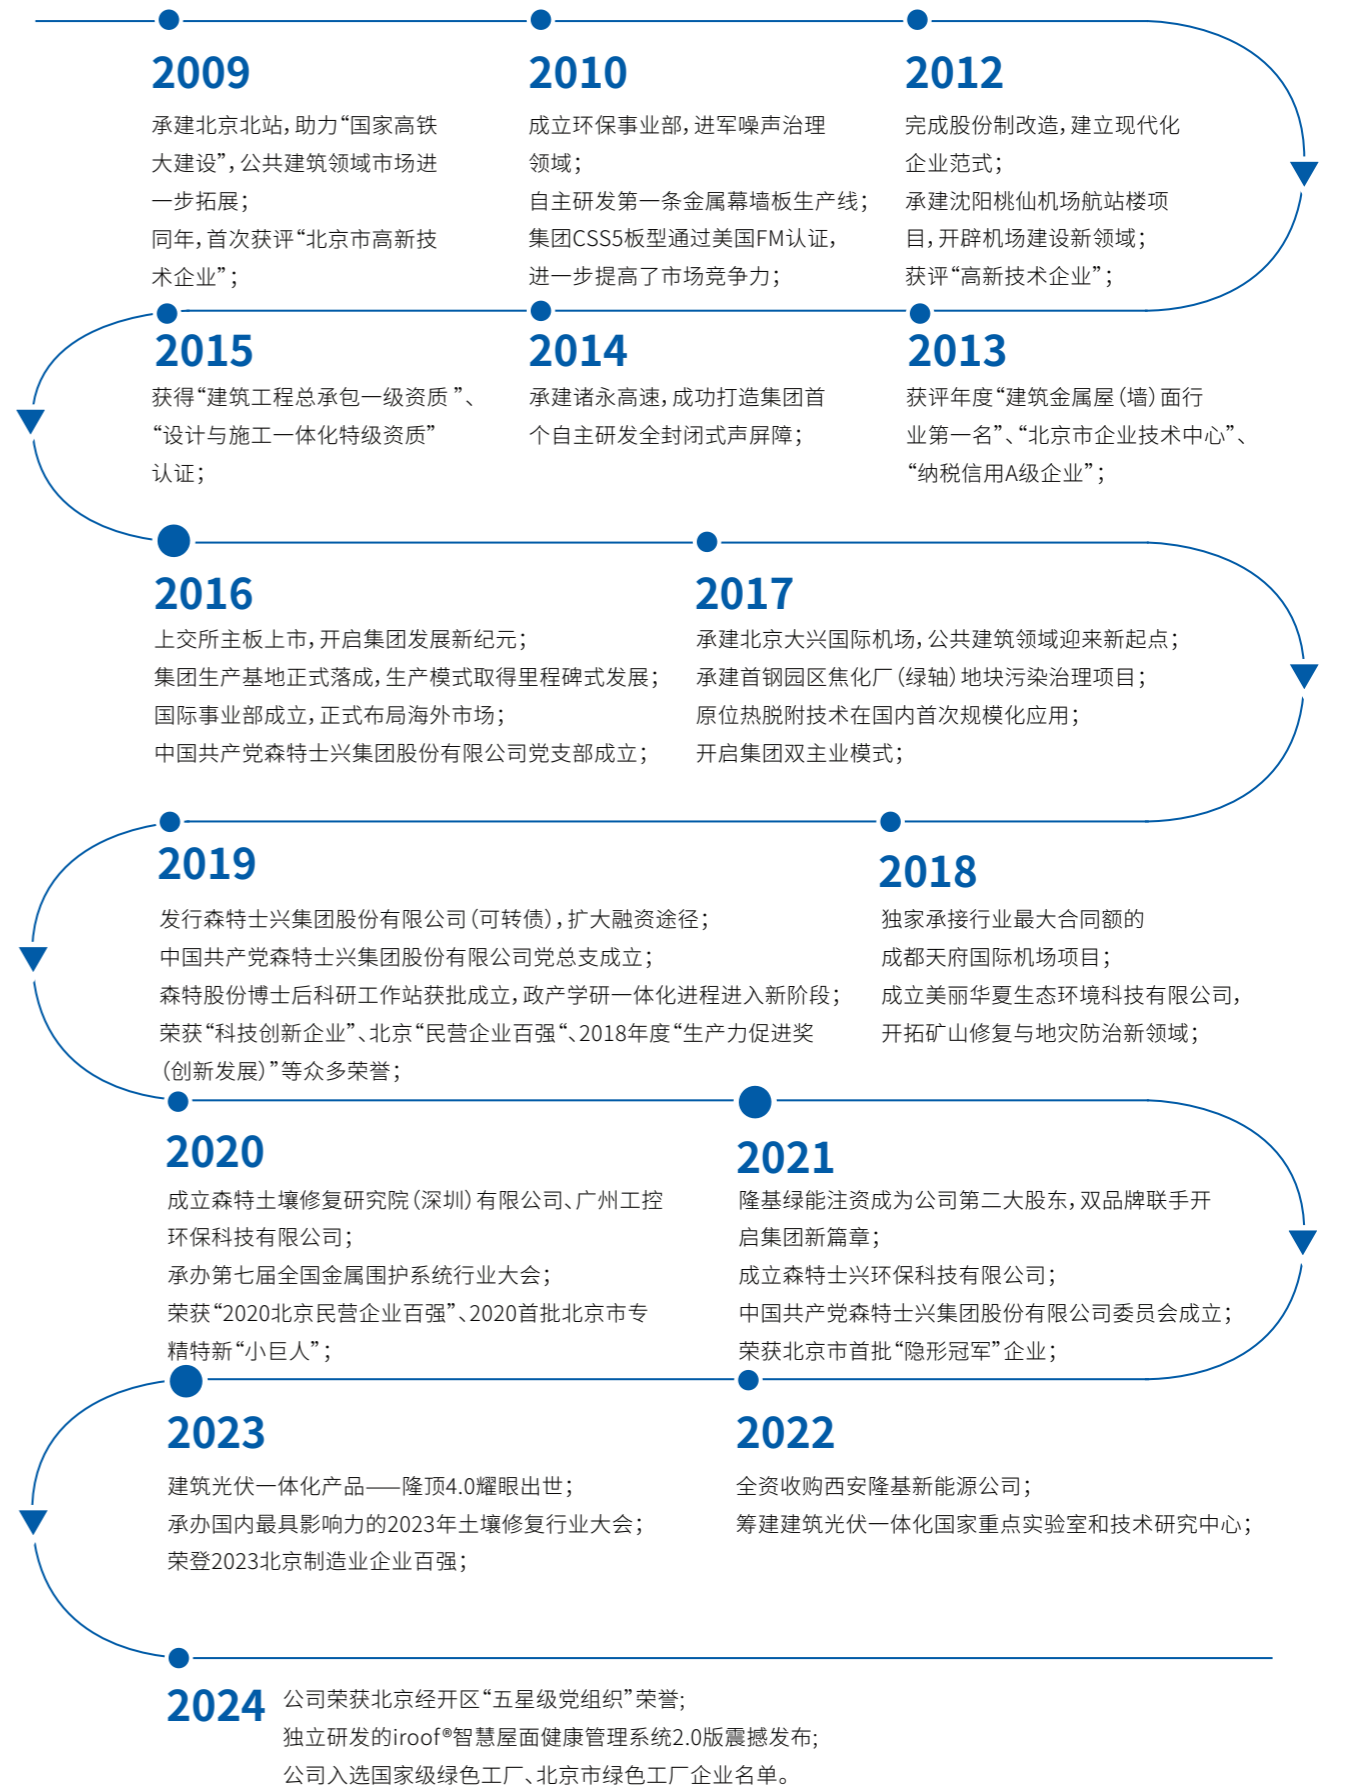 2009
承建北京北站，助力“国家高铁
大建设”，公共建筑领域市场进
一步拓展；
同年，首次获评“北京市高新技
术企业”；
2010
成立环保事业部，进军噪声治理
领域；
自主研发第一条金属幕墙板生产线；
集团CSS5板型通过美国FM认证，
进一步提高了市场竞争力；
2012
完成股份制改造，建立现代化
企业范式；
承建沈阳桃仙机场航站楼项
目，开辟机场建设新领域；
获评“高新技术企业”；
2013
获评年度“建筑金属屋（墙）面行
业第一名”、“北京市企业技术中心”、
“纳税信用A级企业”；
2014
承建诸永高速，成功打造集团首
个自主研发全封闭式声屏障；
2015
获得“建筑工程总承包一级资质 ”、
“设计与施工一体化特级资质”
认证；
2016
上交所主板上市，开启集团发展新纪元；
集团生产基地正式落成，生产模式取得里程碑式发展；
国际事业部成立，正式布局海外市场；
中国共产党森特士兴集团股份有限公司党支部成立；
2017
承建北京大兴国际机场，公共建筑领域迎来新起点；
承建首钢园区焦化厂（绿轴）地块污染治理项目；
原位热脱附技术在国内首次规模化应用；
开启集团双主业模式；
2018
独家承接行业最大合同额的
成都天府国际机场项目；
成立美丽华夏生态环境科技有限公司，
开拓矿山修复与地灾防治新领域；
2019
发行森特士兴集团股份有限公司（可转债），扩大融资途径；
中国共产党森特士兴集团股份有限公司党总支成立；
森特股份博士后科研工作站获批成立，政产学研一体化进程进入新阶段；
荣获“科技创新企业”、北京“民营企业百强“、2018年度“生产力促进奖
（创新发展）”等众多荣誉；
2020
成立森特土壤修复研究院（深圳）有限公司、广州工控
环保科技有限公司；
承办第七届全国金属围护系统行业大会；
荣获“2020北京民营企业百强”、2020首批北京市专
精特新“小巨人”；
2021
隆基绿能注资成为公司第二大股东，双品牌联手开
启集团新篇章；
成立森特士兴环保科技有限公司；
中国共产党森特士兴集团股份有限公司委员会成立；
荣获北京市首批“隐形冠军”企业；
2022
全资收购西安隆基新能源公司；
筹建建筑光伏一体化国家重点实验室和技术研究中心；
2023
建筑光伏一体化产品——隆顶4.0耀眼出世；
承办国内最具影响力的2023年土壤修复行业大会；
荣登2023北京制造业企业百强；
2024
公司荣获北京经开区“五星级党组织”荣誉;
独立研发的iroof®智慧屋面健康管理系统2.0版震撼发布;
公司入选国家级绿色工厂、北京市绿色工厂企业名单。